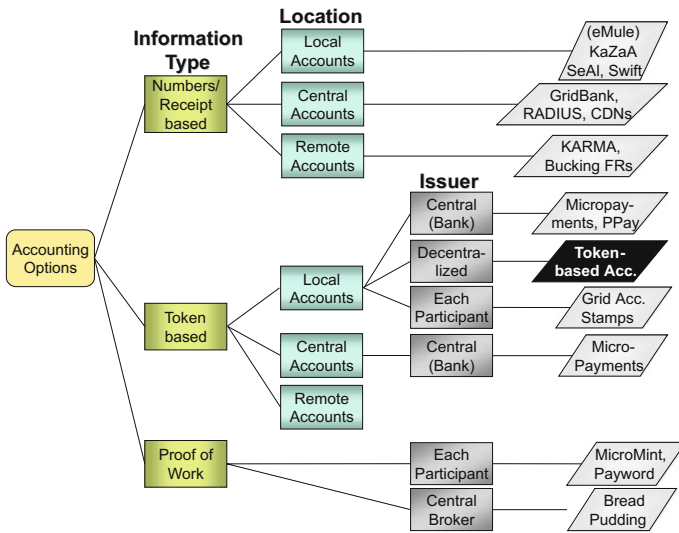 Location
Information
Type
Local
Accounts
(eMule)
KaZaA
SeAl, Swift
Numbers/
Receipt
based
Central
Accounts
GridBank,
RADIUS, CDNs
Remote
Accounts
KARMA,
Bucking FRs
Issuer
Central
(Bank)
Micropay-
ments, PPay
Accounting
Options
Decentra-
lized
Token-
based Acc.
Local
Accounts
Each
Participant
Grid Acc.
Stamps
Token
based
Central
Accounts
Central
(Bank)
Micro-
Payments
Remote
Accounts
Proof of
Work
Each
Participant
MicroMint,
Payword
Central
Broker
Bread
Pudding